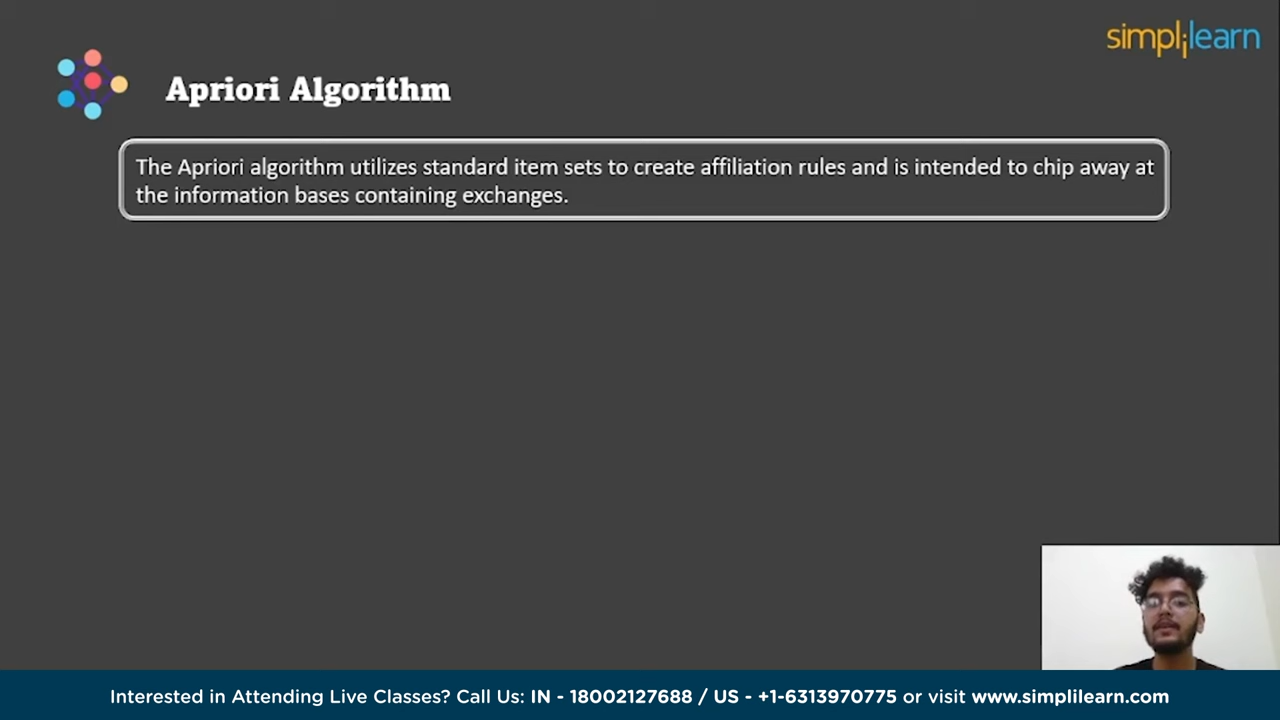 simplilearn
Apriori Algorithm
The Apriori algorithm utilizes standard item sets to create affiliation rules and is intended to chip away at
the information bases containing exchanges.
Interested in Attending Live Classes? Call Us: IN - 18002127688 / US - +1-6313970775 or visit www.simplilearn.com